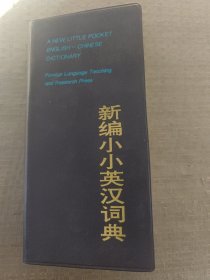 A NEW LITTLE POCKET
ENGLISH-CHINESE
DICTIONARY
Foreign Language Teaching
and Research Press
新编小小英汉词典